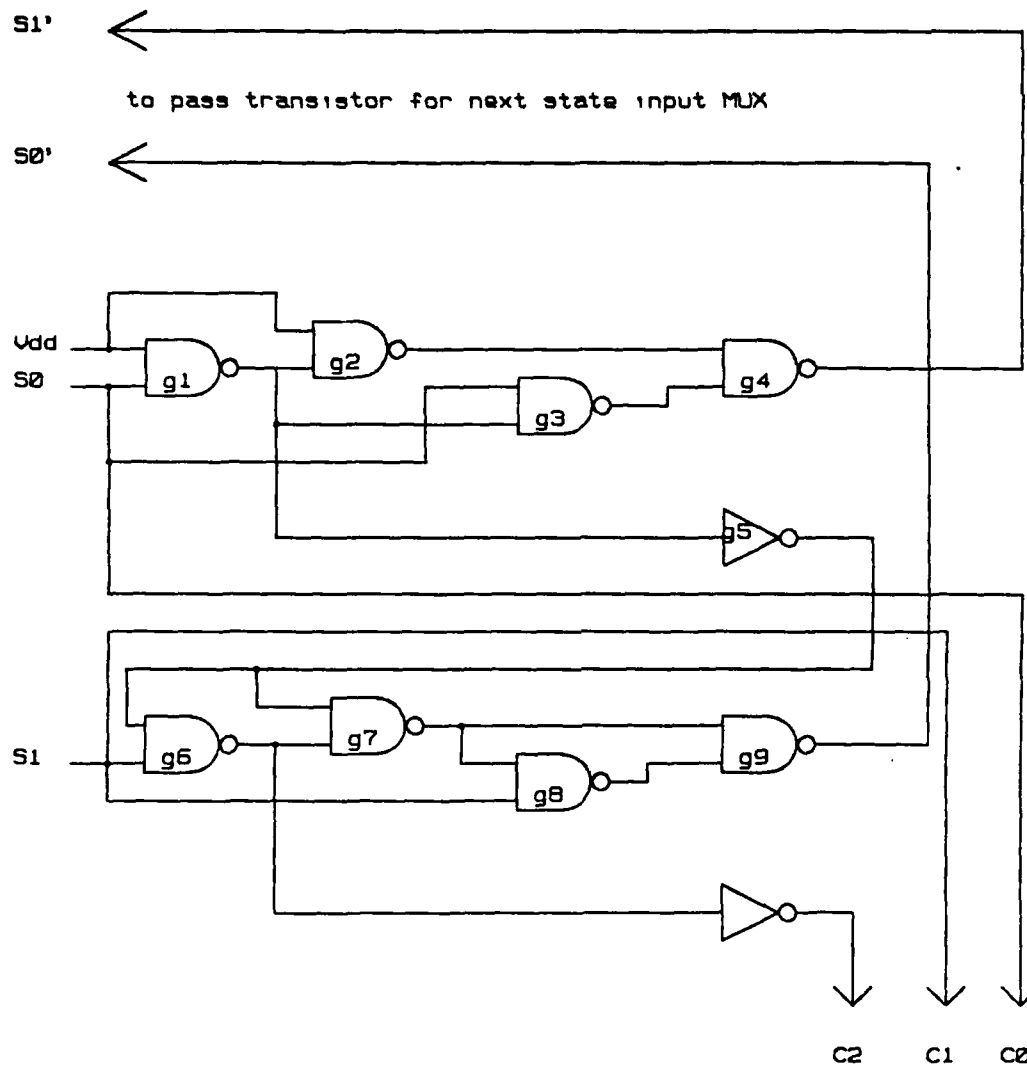 S1'
to pass transistor for next state input MUX
S0'
Vdd
S0
g1
g2
g3
g4
g5
S1
g6
g7
g8
g9
C2 C1 C0